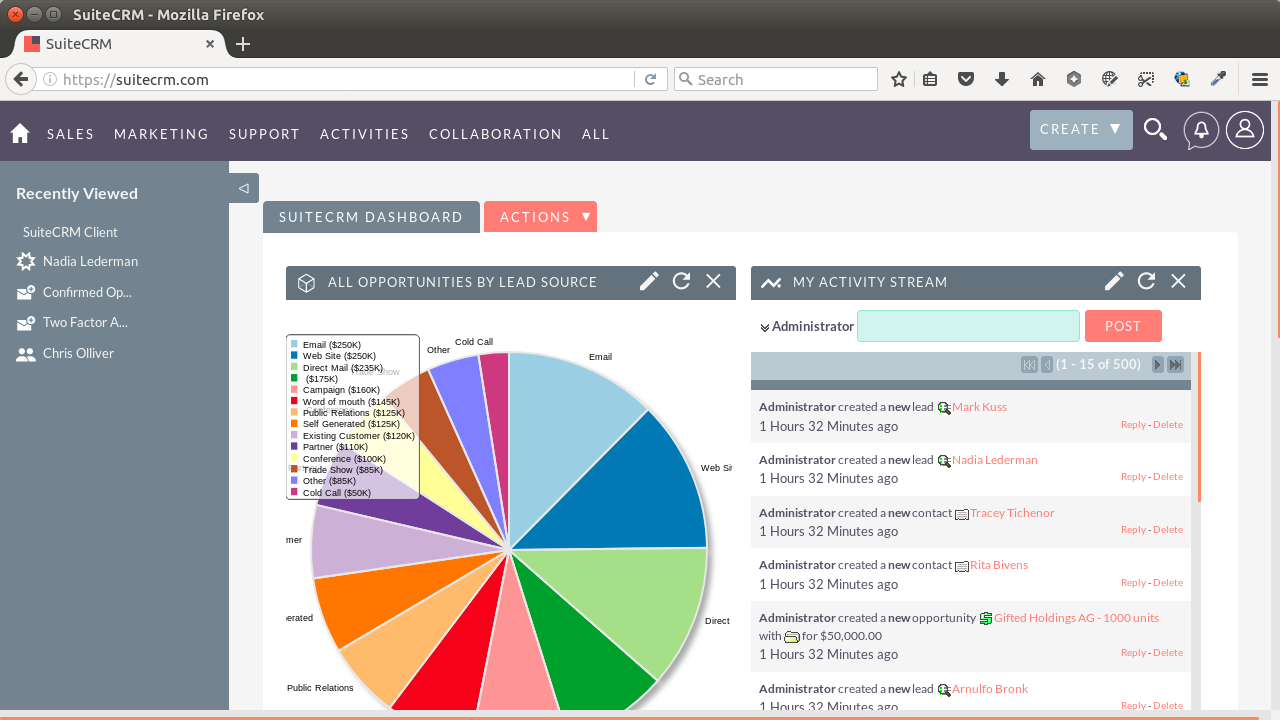 SuiteCRM - Mozilla Firefox
SuiteCRM
https://suitecrm.com
Search
SALES MARKETING SUPPORT ACTIVITIES COLLABORATION ALL
CREATE
Recently Viewed
SuiteCRM Client
Nadia Lederman
Confirmed Op...
Two Factor A...
Chris Olliver
SUITECRM DASHBOARD
ACTIONS
ALL OPPORTUNITIES BY LEAD SOURCE
Email ($250K)
Web Site ($250K)
Direct Mail ($235K)
($175K)
Campaign ($160K)
Word of mouth ($145K)
Public Relations ($125K)
Self Generated ($125K)
Existing Customer ($120K)
Partner ($110K)
Conference ($100K)
Trade Show ($85K)
Other ($85K)
Cold Call ($50K)
Trade Show
Other
Cold Call
Email
Web Sit
Direct
mer
nerated
Public Relations
MY ACTIVITY STREAM
Administrator
POST
(1 - 15 of 500)
Administrator created a new lead Mark Kuss
1 Hours 32 Minutes ago
Reply - Delete
Administrator created a new lead Nadia Lederman
1 Hours 32 Minutes ago
Reply - Delete
Administrator created a new contact Tracey Tichenor
1 Hours 32 Minutes ago
Reply - Delete
Administrator created a new contact Rita Bivens
1 Hours 32 Minutes ago
Reply - Delete
Administrator created a new opportunity Gifted Holdings AG - 1000 units
with for $50,000.00
1 Hours 32 Minutes ago
Reply - Delete
Administrator created a new lead Arnulfo Bronk
1 Hours 32 Minutes ago
Reply - Delete